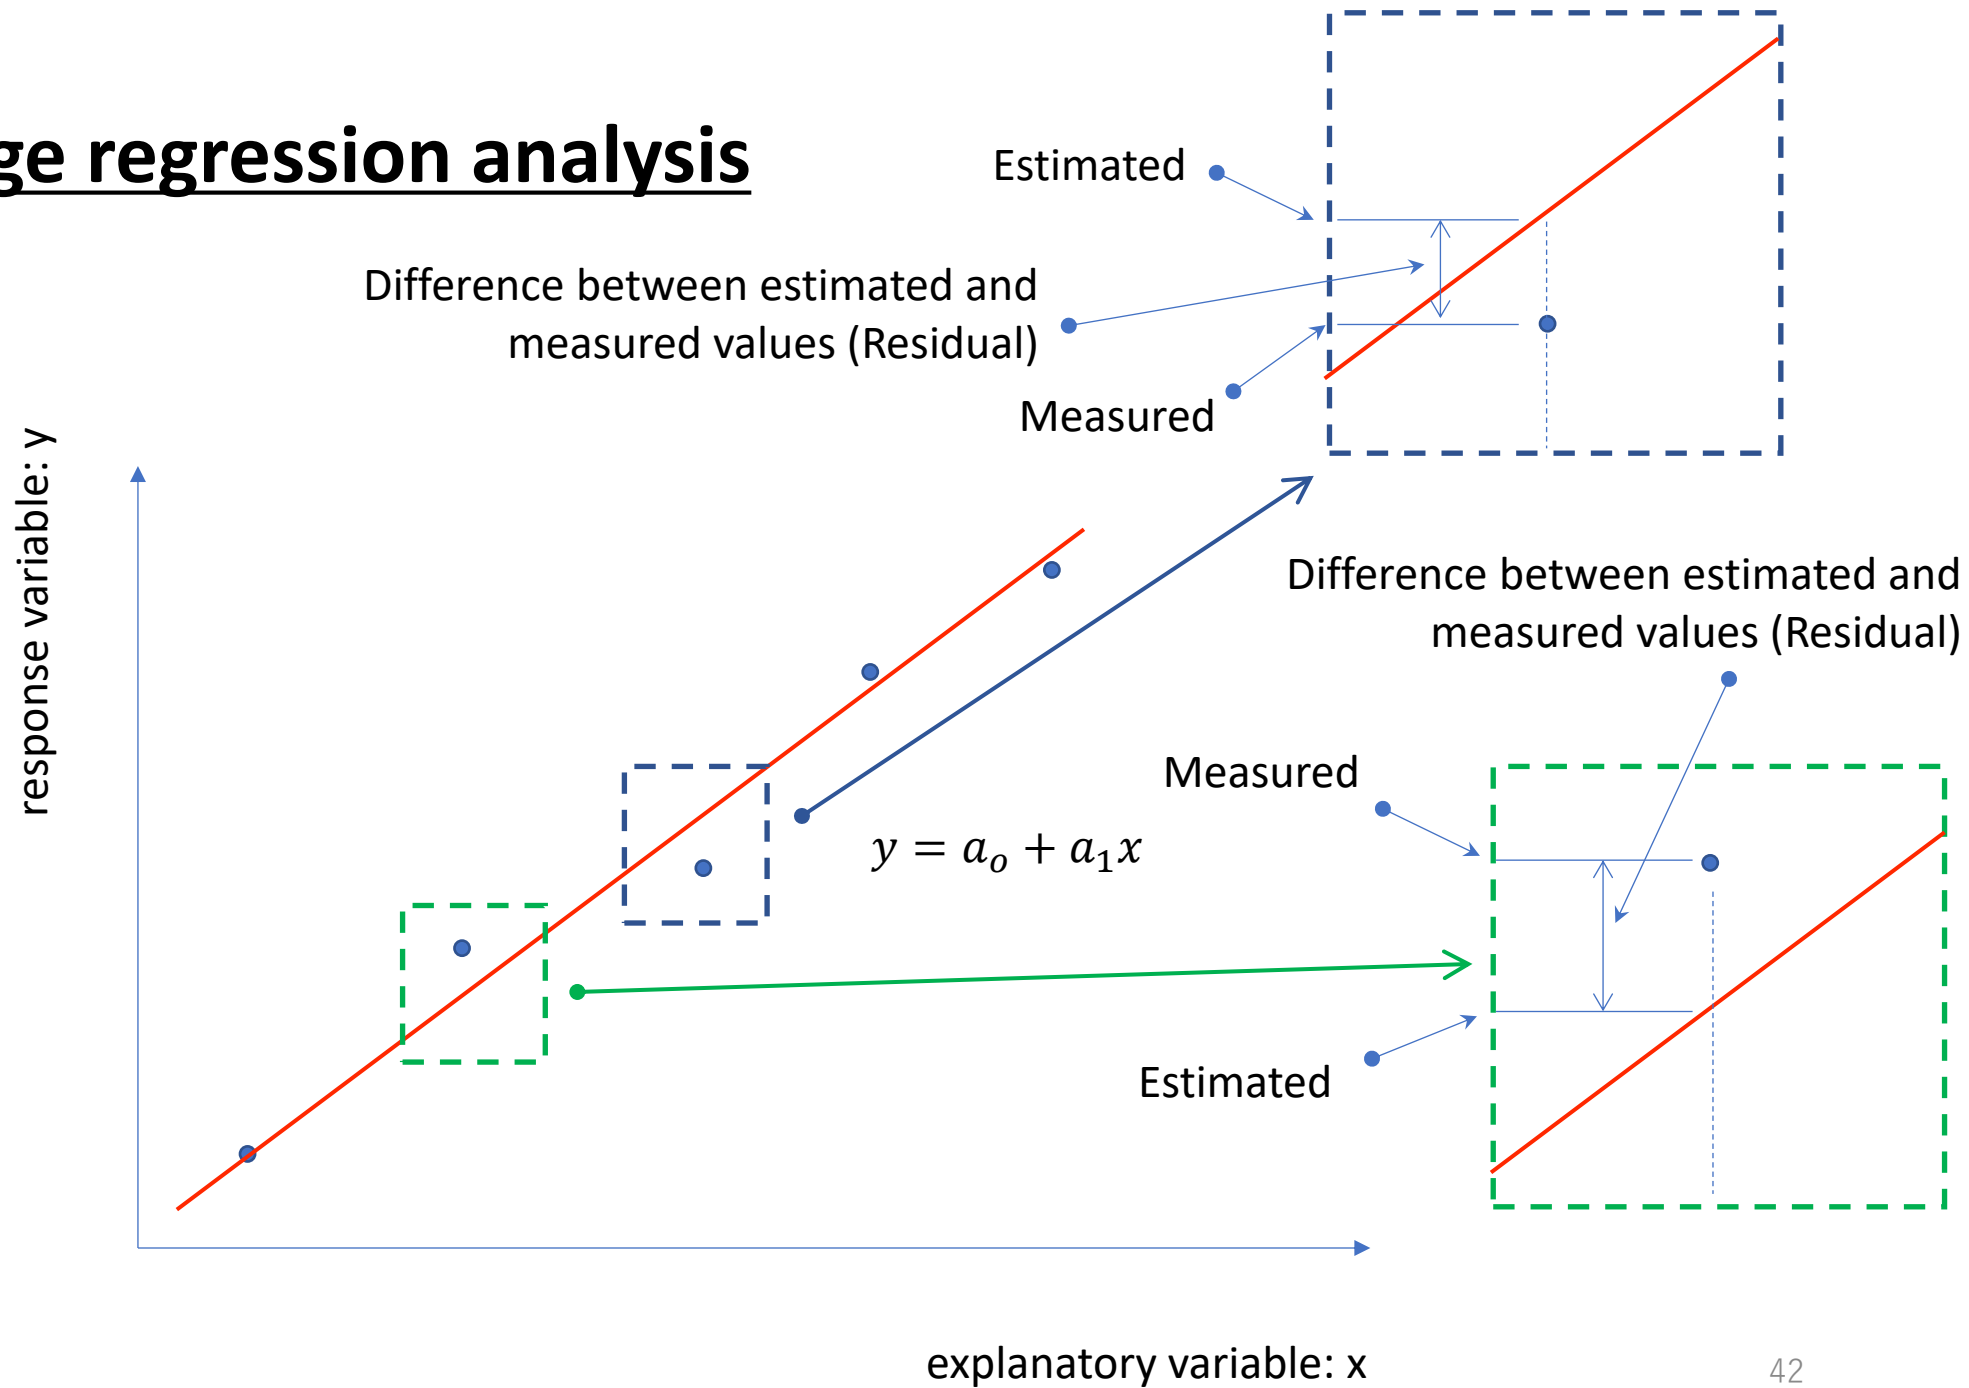 ge regression analysis
Estimated
Difference between estimated and
measured values (Residual)
Measured
response variable: y
Difference between estimated and
measured values (Residual)
Measured
y = a₀ + a₁x
Estimated
explanatory variable: x
42